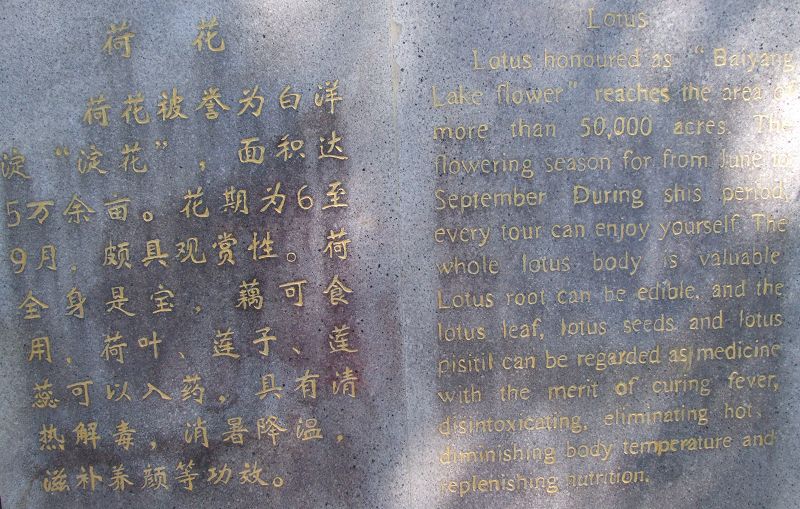 荷 花
荷花被誉为白洋
淀“淀花”，面积达
5万余亩。花期为6至
9月，颇具观赏性。荷
全身是宝，藕可食
用，荷叶、莲子、莲
蕊可以入药，具有清
热解毒，消暑降温，
滋补养颜等功效。
Lotus
Lotus honoured as “Baiyang
Lake flower” reaches the area of
more than 50,000 acres. The
flowering season for from June to
September During shis period,
every tour can enjoy yourself. The
whole lotus body is valuable
Lotus root can be edible, and the
lotus leaf, lotus seeds and lotus
pisitil can be regarded as medicine
with the merit of curing fever,
disintoxicating, eliminating hot,
diminishing body temperature and
replenishing nutrition.